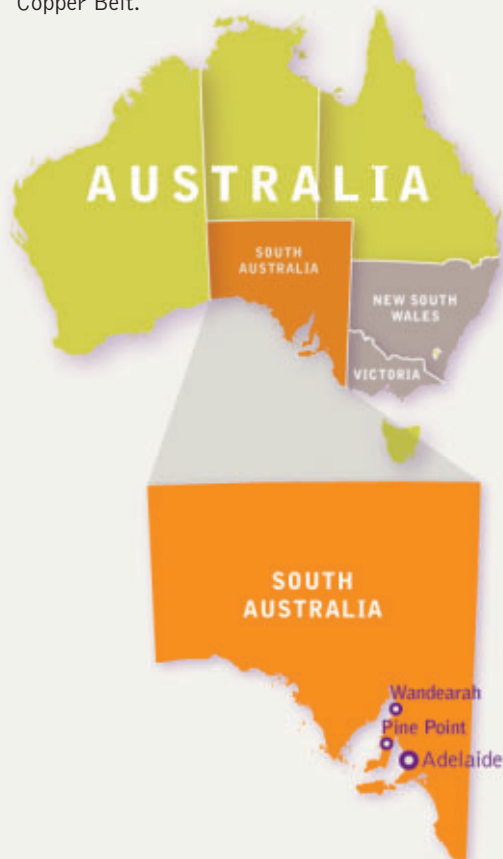 Copper Belt.
AUSTRALIA
SOUTH
AUSTRALIA
NEW SOUTH
WALES
VICTORIA
SOUTH
AUSTRALIA
Wandearah
Pine Point
Adelaide